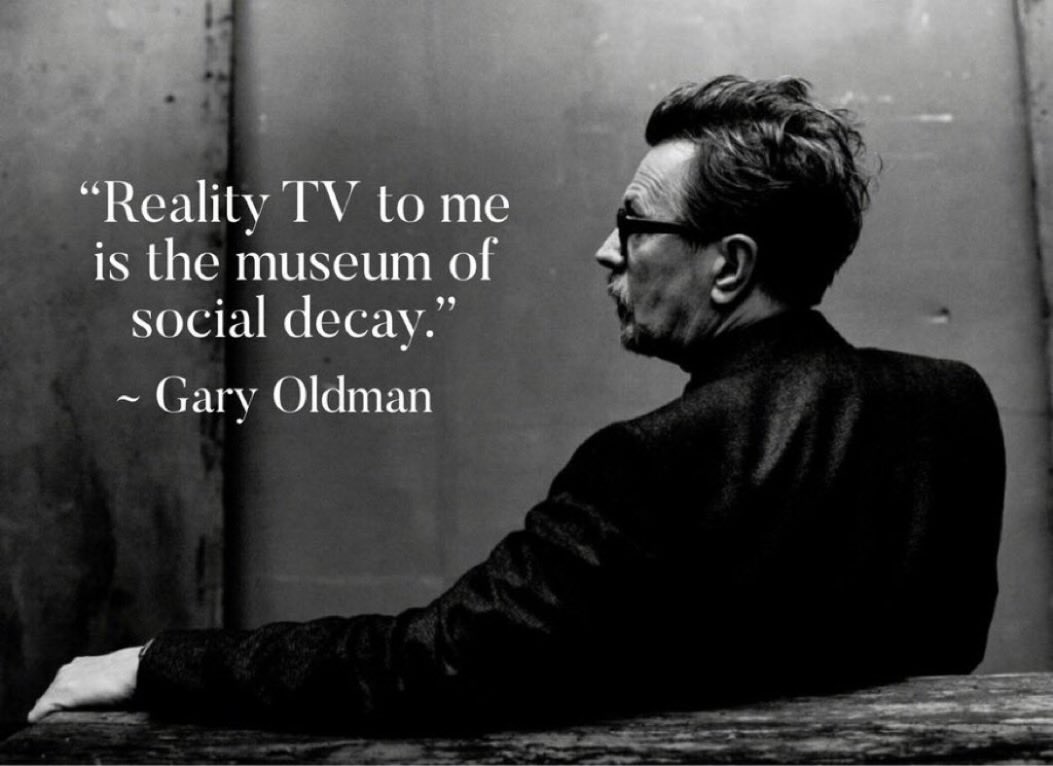 “Reality TV to me
is the museum of
social decay.”
~ Gary Oldman